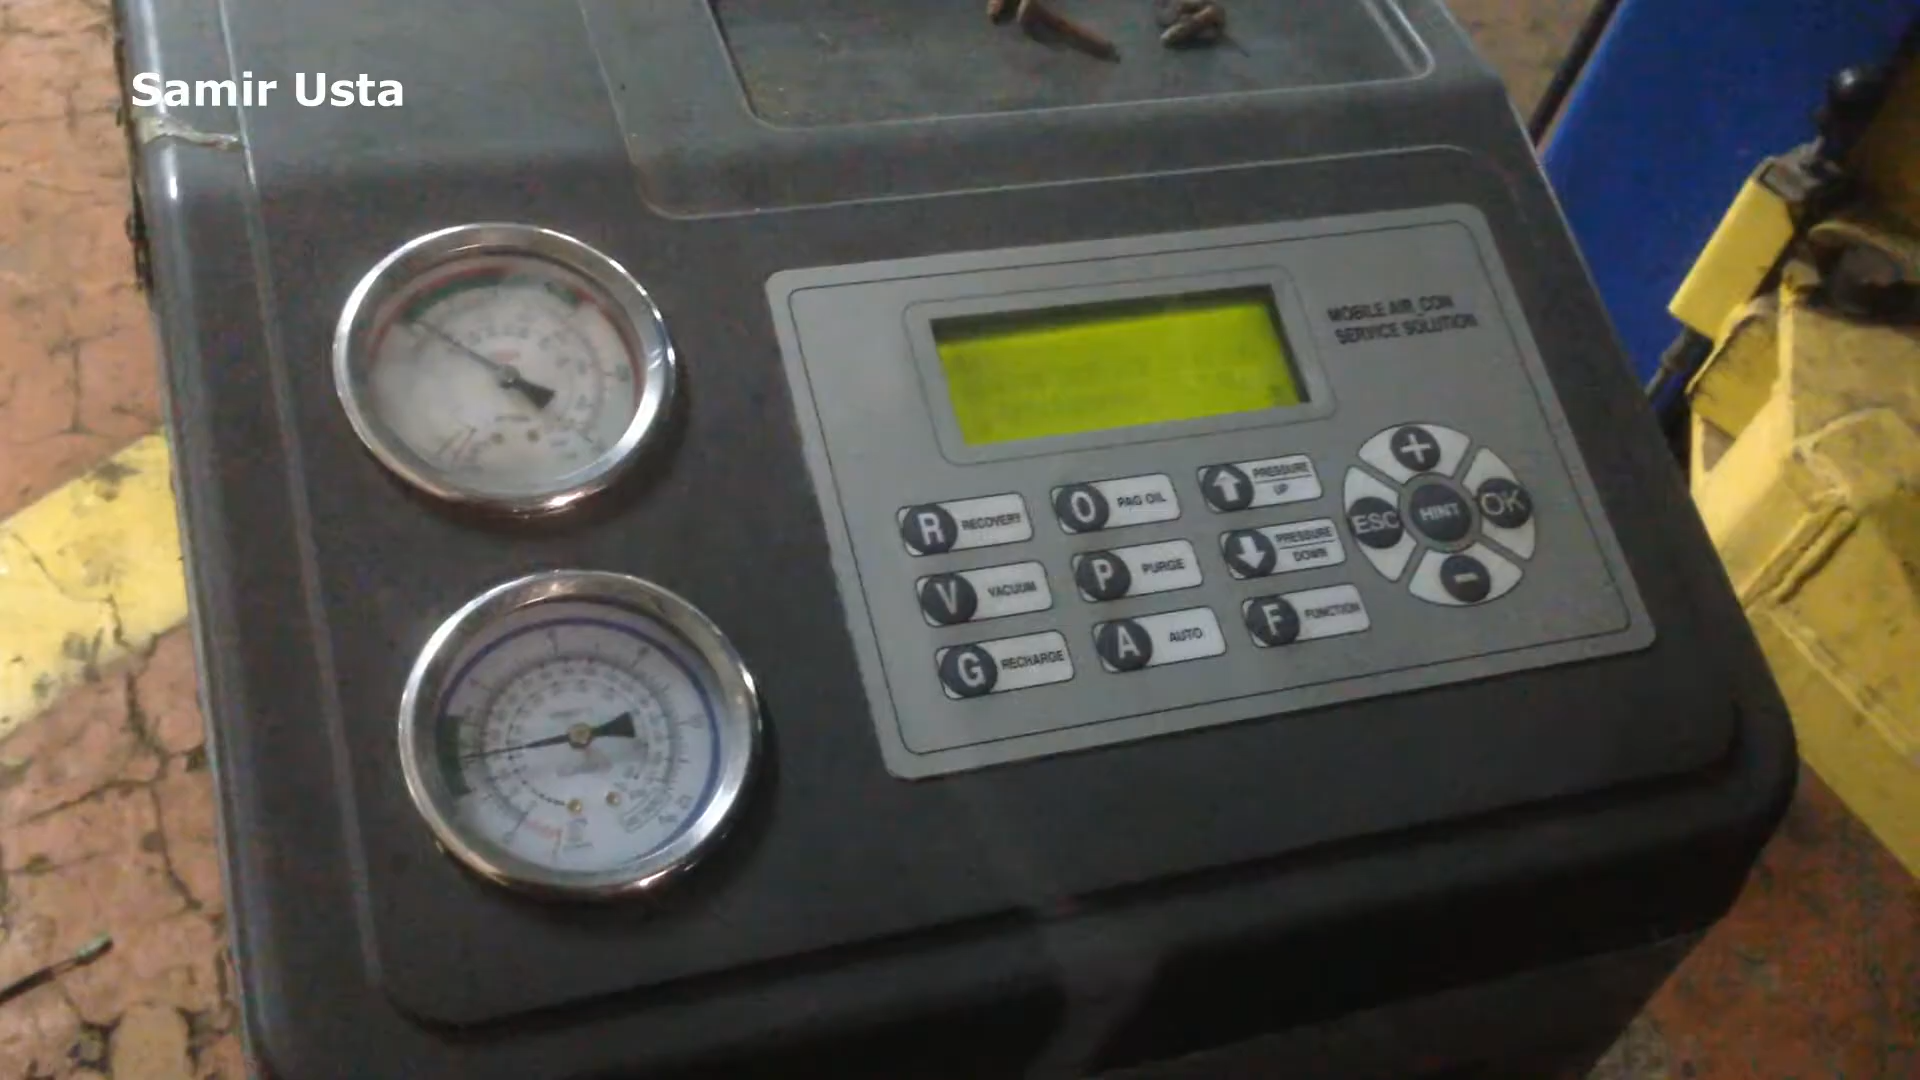 Samir Usta
MOBILE AIR_CON
SERVICE SOLUTION
R RECOVERY
O PAG OIL
PRESSURE
UP
V VACUUM
P PURGE
PRESSURE
DOWN
G RECHARGE
A AUTO
F FUNCTION
+
ESC
HINT
OK
-